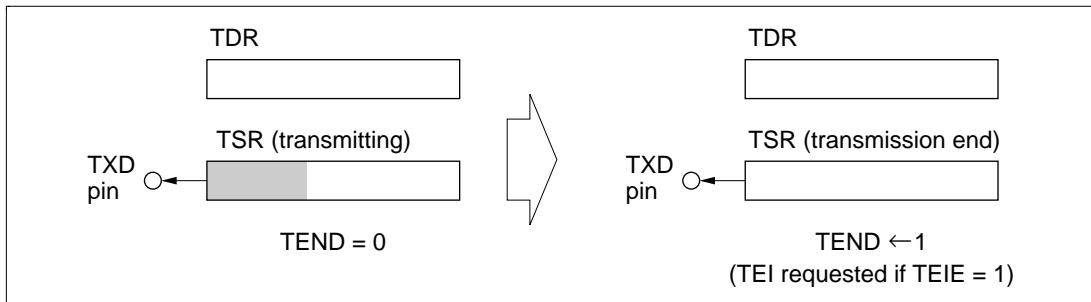 TDR
TSR (transmitting)
TXD
pin
TEND = 0
TDR
TSR (transmission end)
TXD
pin
TEND ←1
(TEI requested if TEIE = 1)